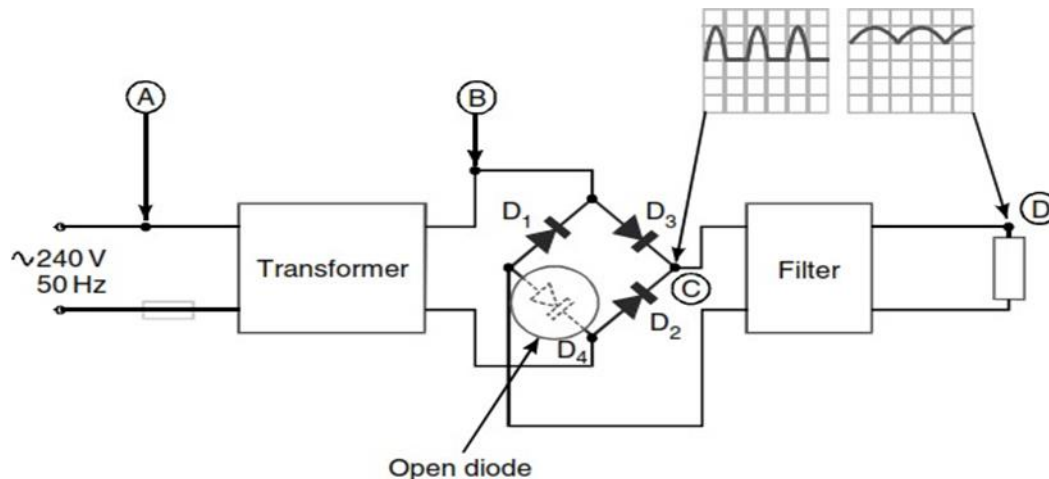 A
B
D₁
D₃
D
∿240 V
50 Hz
Transformer
C
Filter
D₄
D₂
Open diode